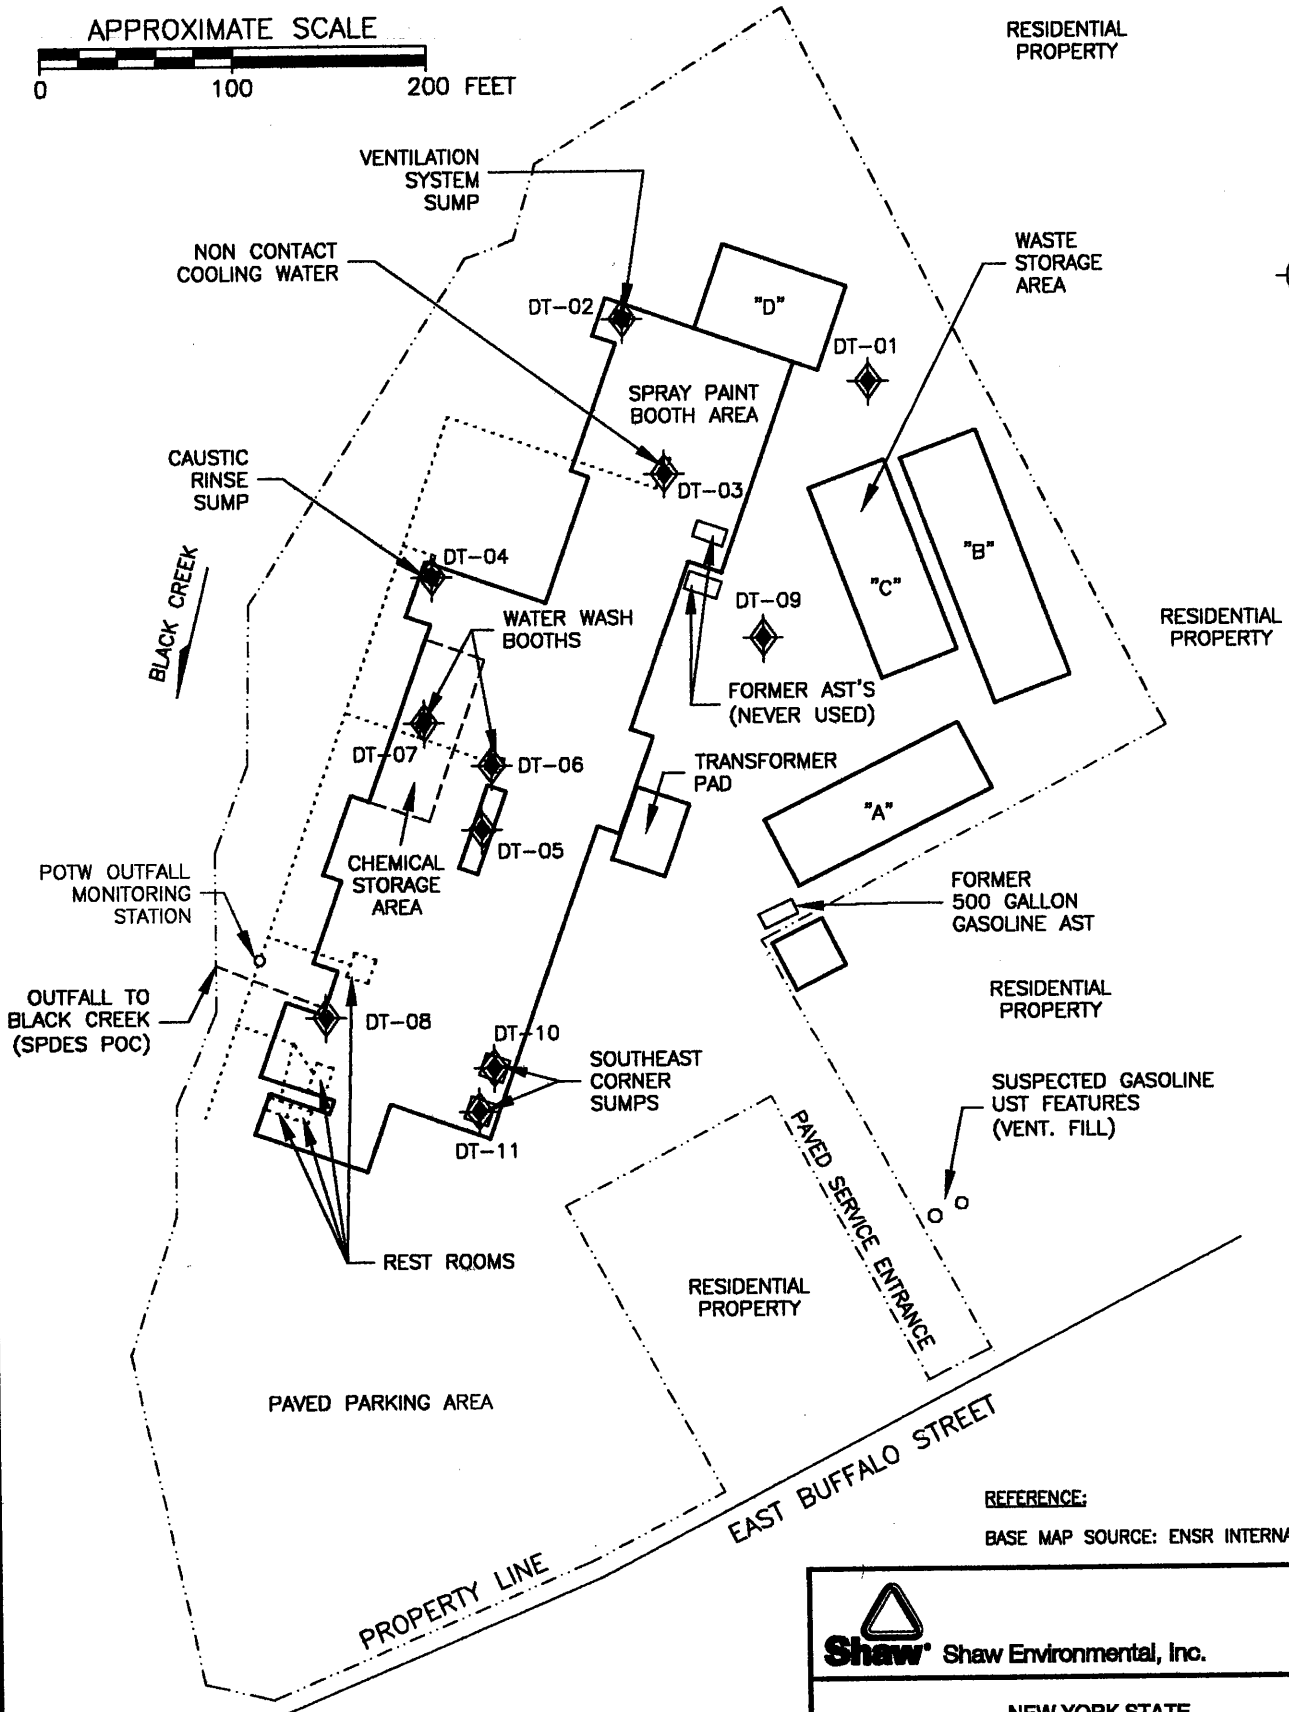 APPROXIMATE SCALE
0 100 200 FEET
RESIDENTIAL
PROPERTY
VENTILATION
SYSTEM
SUMP
NON CONTACT
COOLING WATER
WASTE
STORAGE
AREA
DT-02
"D"
DT-01
SPRAY PAINT
BOOTH AREA
CAUSTIC
RINSE
SUMP
DT-03
DT-04
"B"
"C"
BLACK CREEK
WATER WASH
BOOTHS
DT-09
RESIDENTIAL
PROPERTY
FORMER AST'S
(NEVER USED)
DT-07
DT-06
TRANSFORMER
PAD
"A"
DT-05
CHEMICAL
STORAGE
AREA
POTW OUTFALL
MONITORING
STATION
FORMER
500 GALLON
GASOLINE AST
OUTFALL TO
BLACK CREEK
(SPDES POC)
RESIDENTIAL
PROPERTY
DT-08
DT-10
SOUTHEAST
CORNER
SUMPS
SUSPECTED GASOLINE
UST FEATURES
(VENT. FILL)
DT-11
PAVED SERVICE ENTRANCE
REST ROOMS
RESIDENTIAL
PROPERTY
PAVED PARKING AREA
EAST BUFFALO STREET
PROPERTY LINE
REFERENCE:
BASE MAP SOURCE: ENSR INTERNA
Shaw Shaw Environmental, Inc.
NEW YORK STATE